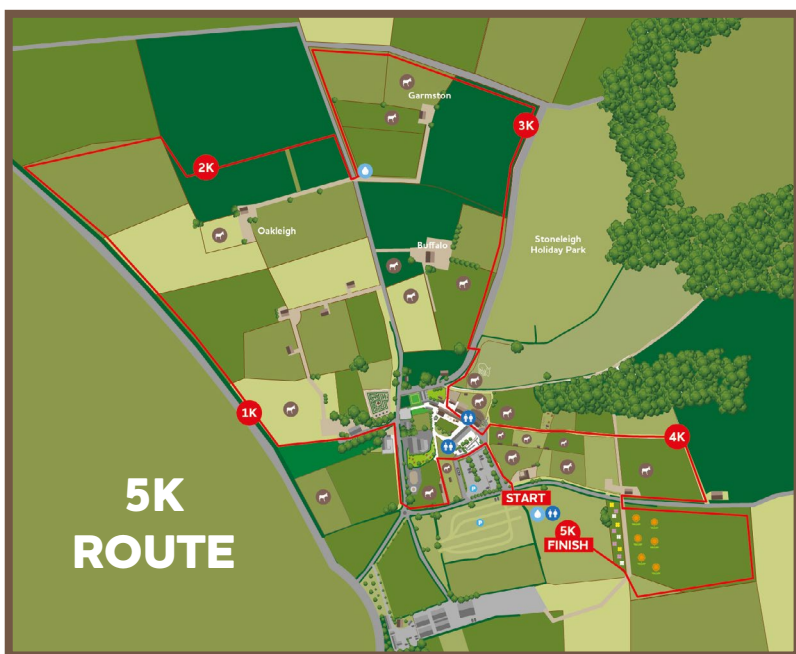 Garmston
3K
2K
Oakleigh
Buffalo
Stoneleigh
Holiday Park
1K
4K
5K
ROUTE
START
P
P
5K
FINISH